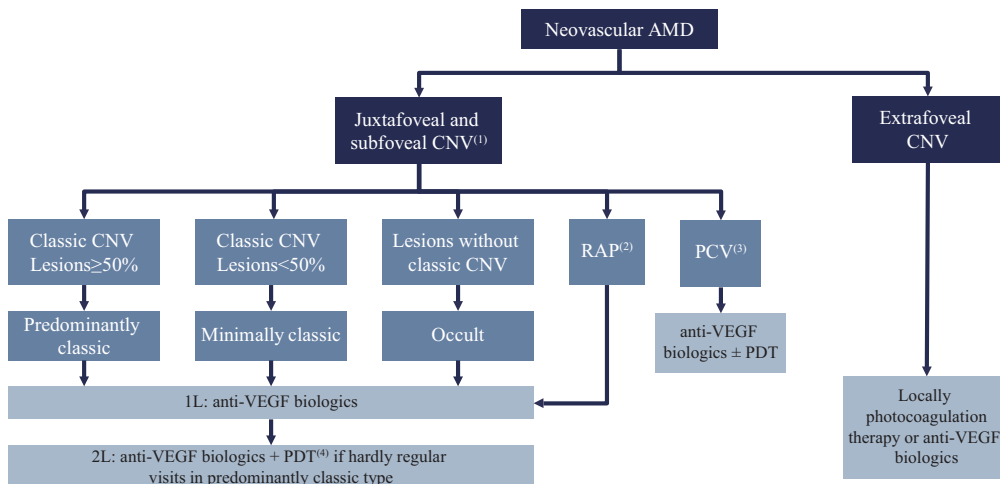 Neovascular AMD
Juxtafoveal and
subfoveal CNV(1)
Extrafoveal
CNV
Classic CNV
Lesions≥50%
Classic CNV
Lesions<50%
Lesions without
classic CNV
RAP(2)
PCV(3)
Predominantly
classic
Minimally classic
Occult
anti-VEGF
biologics ± PDT
1L: anti-VEGF biologics
Locally
photocoagulation
therapy or anti-VEGF
biologics
2L: anti-VEGF biologics + PDT(4) if hardly regular
visits in predominantly classic type